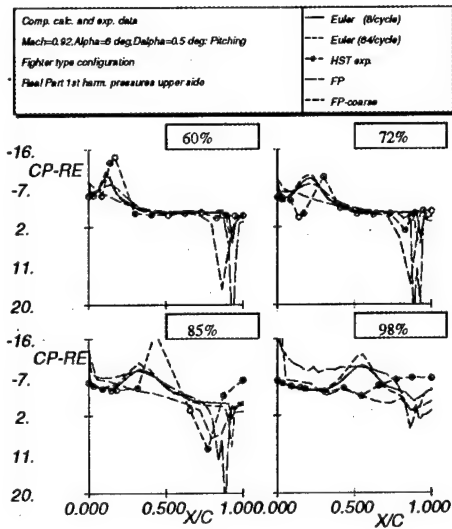 Comp. calc. and exp. data
Mach=0.92,Alpha=6 deg,Dalpha=0.5 deg: Pitching
Fighter type configuration
Real Part 1st harm. pressures upper side
Euler (8/cycle)
Euler (64/cycle)
HST exp.
FP
FP-coarse
60%
72%
-16.
CP-RE
-7.
2.
11.
20.
85%
98%
-16.
CP-RE
-7.
2.
11.
20.
0.000 0.500 1.000 0.000 0.500 1.000
X/C X/C